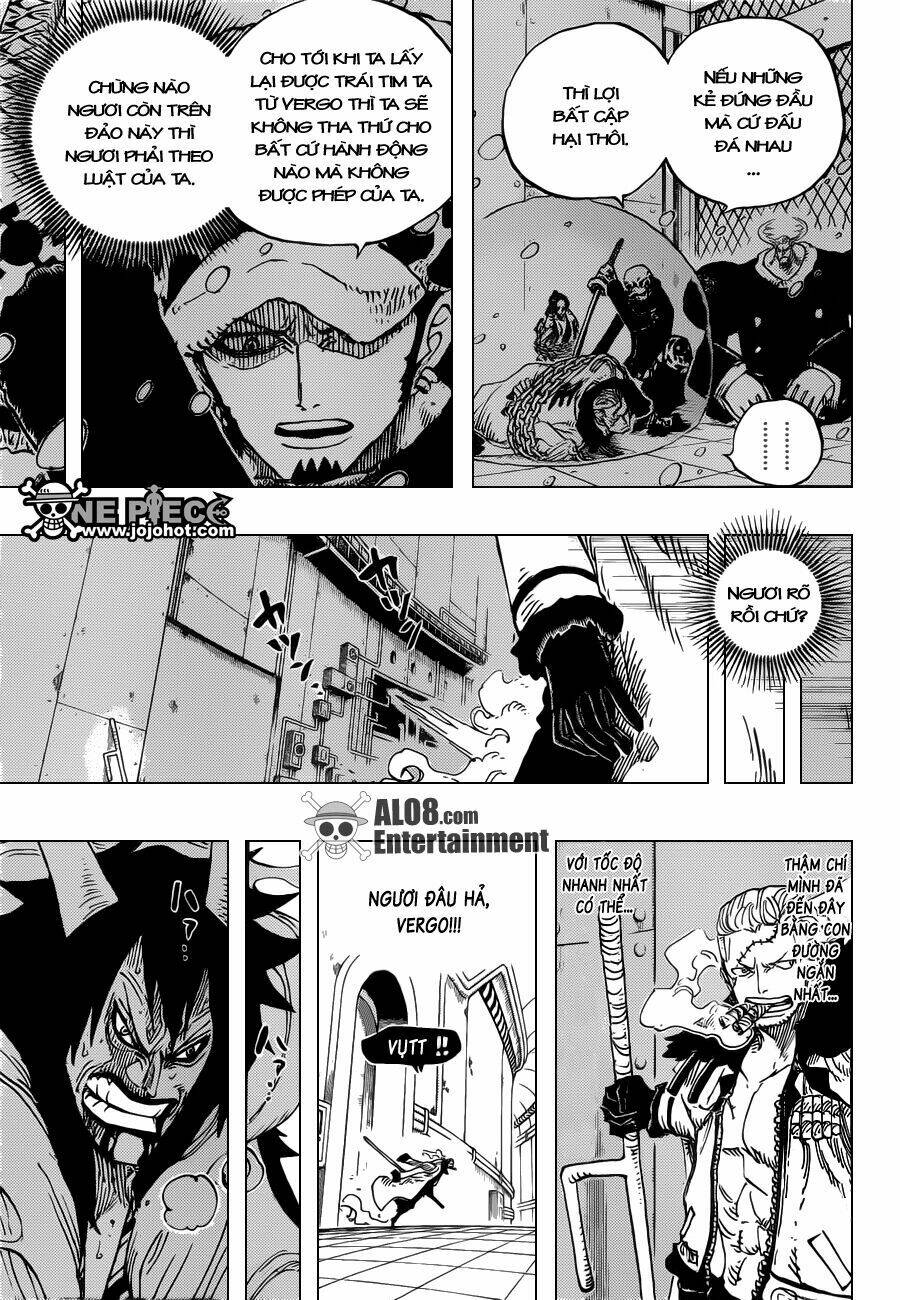 NẾU NHỮNG
KẺ ĐỨNG ĐẦU
MÀ CỨ ĐẤU
ĐÁ NHAU
...
THÌ LỢI
BẤT CẬP
HẠI THÔI.
CHO TỚI KHI TA LẤY
LẠI ĐƯỢC TRÁI TIM TA
TỪ VERGO THÌ TA SẼ
KHÔNG THA THỨ CHO
BẤT CỨ HÀNH ĐỘNG
NÀO MÀ KHÔNG
ĐƯỢC PHÉP CỦA TA.
CHỪNG NÀO
NGƯƠI CÒN TRÊN
ĐẢO NÀY THÌ
NGƯƠI PHẢI THEO
LUẬT CỦA TA.
ONE PIECE
www.jojohot.com
NGƯƠI RÕ
RỒI CHỨ?
ALO8.com
Entertainment
THẬM CHÍ
MÌNH ĐÃ
ĐẾN ĐÂY
BẰNG CON
ĐƯỜNG
NGẮN
NHẤT...
VỚI TỐC ĐỘ
NHANH NHẤT
CÓ THỂ...
NGƯƠI ĐÂU HẢ,
VERGO!!!
VỤTT !!